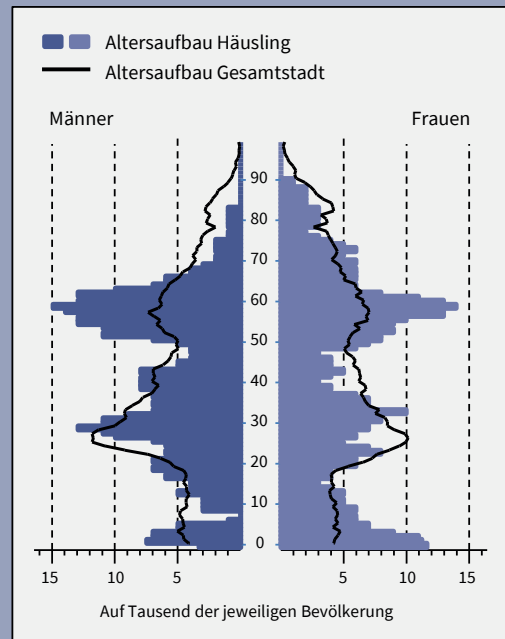 Altersaufbau Häusling
Altersaufbau Gesamtstadt
Männer Frauen
90
80
70
60
50
40
30
20
10
0
15 10 5 5 10 15
Auf Tausend der jeweiligen Bevölkerung